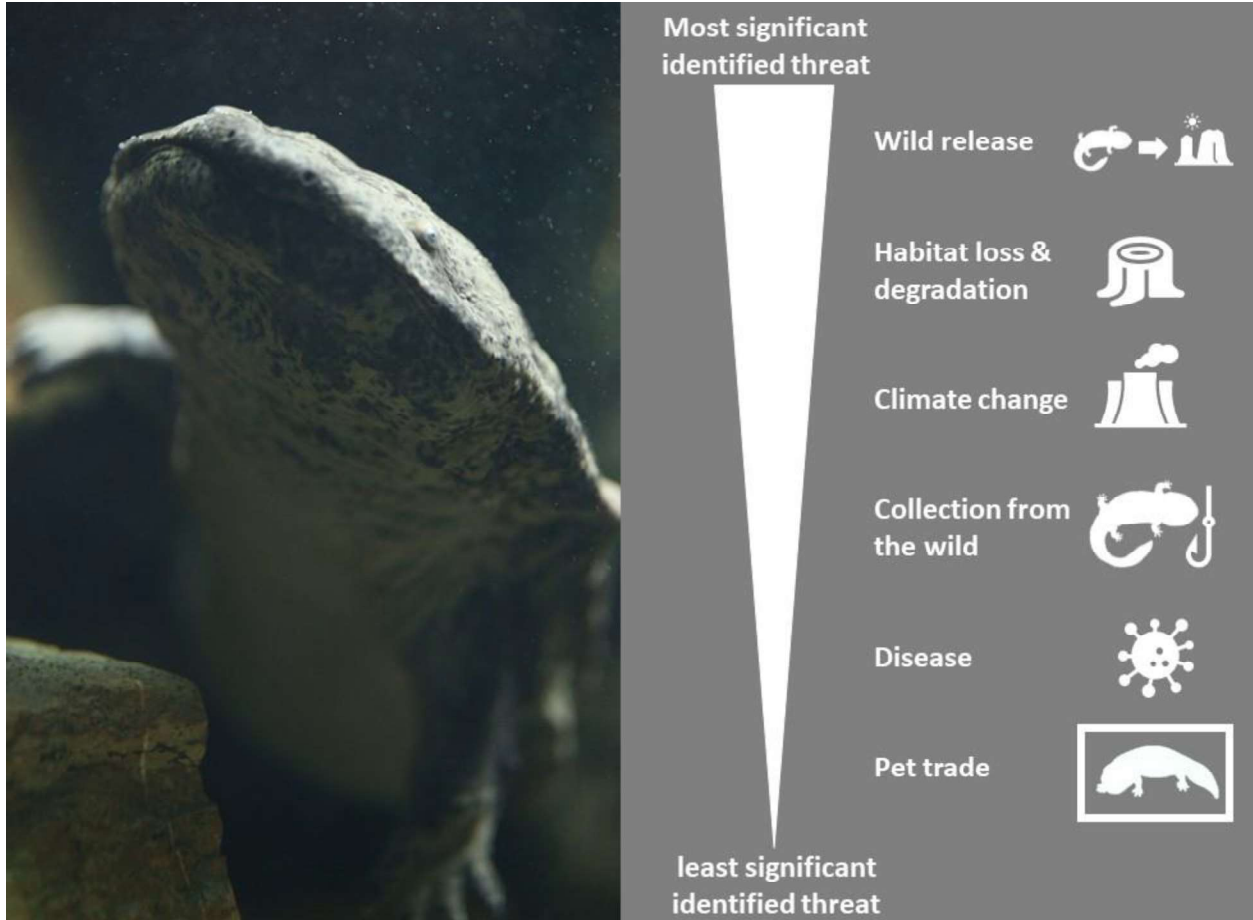 Most significant
identified threat
Wild release
Habitat loss &
degradation
Climate change
Collection from
the wild
Disease
Pet trade
least significant
identified threat